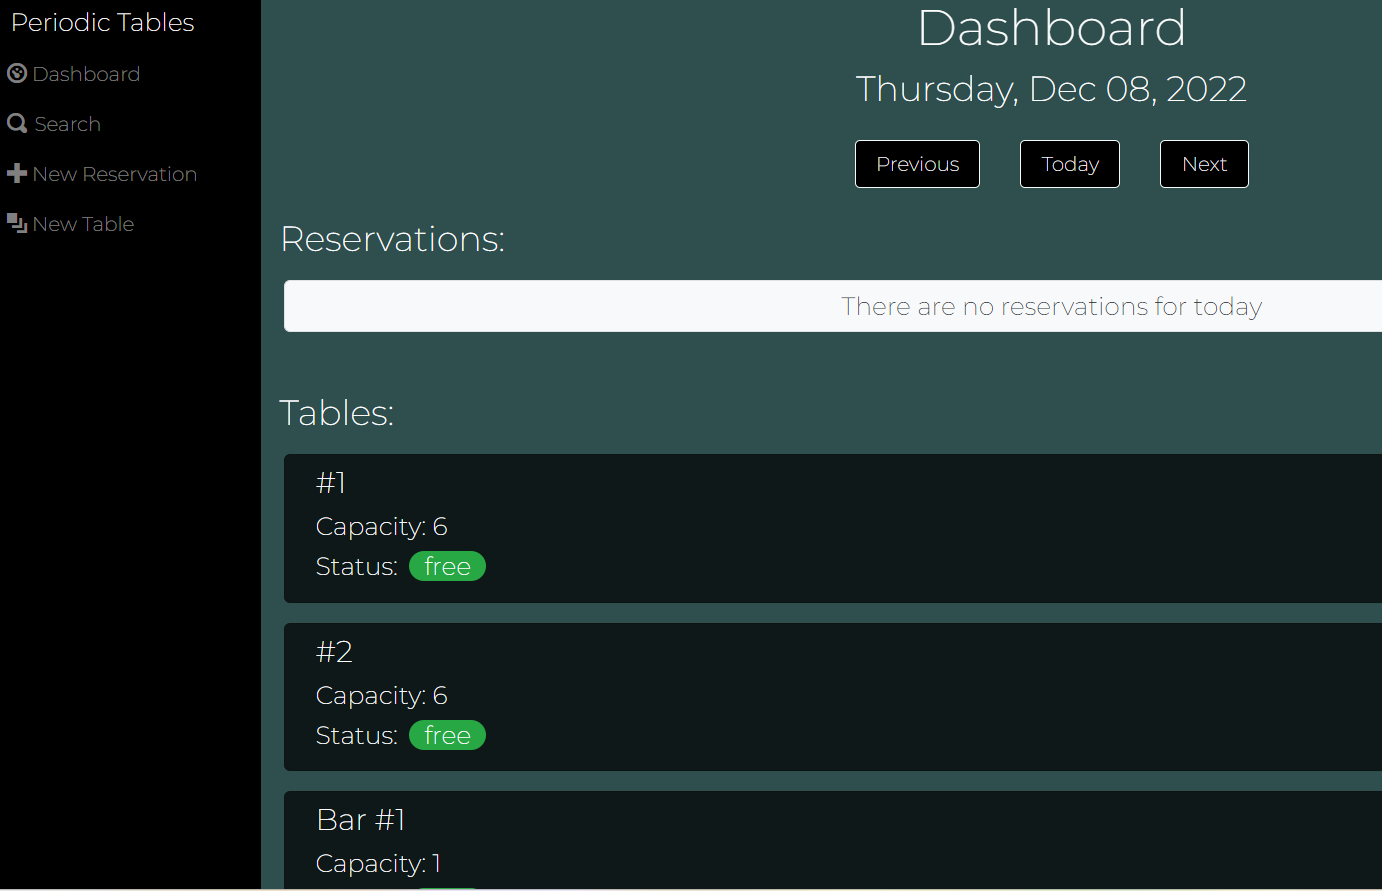 Periodic Tables
Dashboard
Search
New Reservation
New Table
Dashboard
Thursday, Dec 08, 2022
Previous Today Next
Reservations:
There are no reservations for today
Tables:
#1
Capacity: 6
Status: free
#2
Capacity: 6
Status: free
Bar #1
Capacity: 1